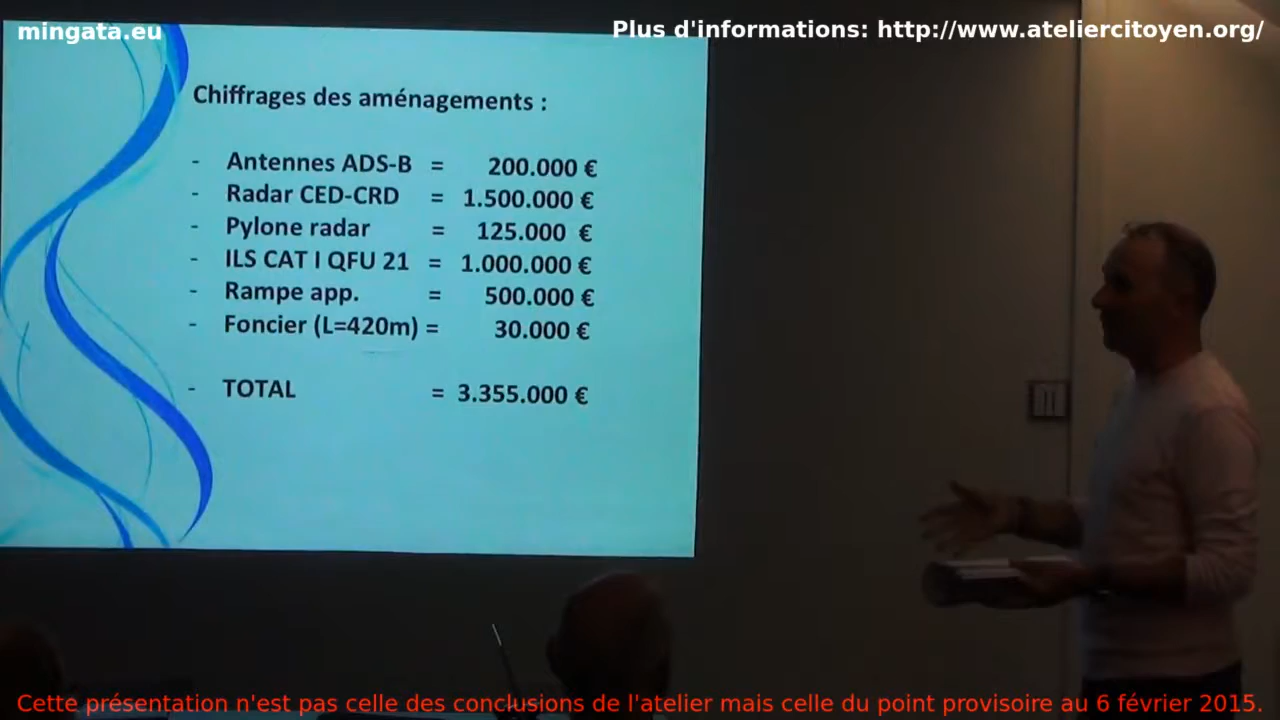 mingata.eu
Plus d'informations: http://www.ateliercitoyen.org/
Chiffrages des aménagements :
- Antennes ADS-B = 200.000 €
- Radar CED-CRD = 1.500.000 €
- Pylone radar = 125.000 €
- ILS CAT I QFU 21 = 1.000.000 €
- Rampe app. = 500.000 €
- Foncier (L=420m) = 30.000 €
- TOTAL = 3.355.000 €
Cette présentation n'est pas celle des conclusions de l'atelier mais celle du point provisoire au 6 février 2015.